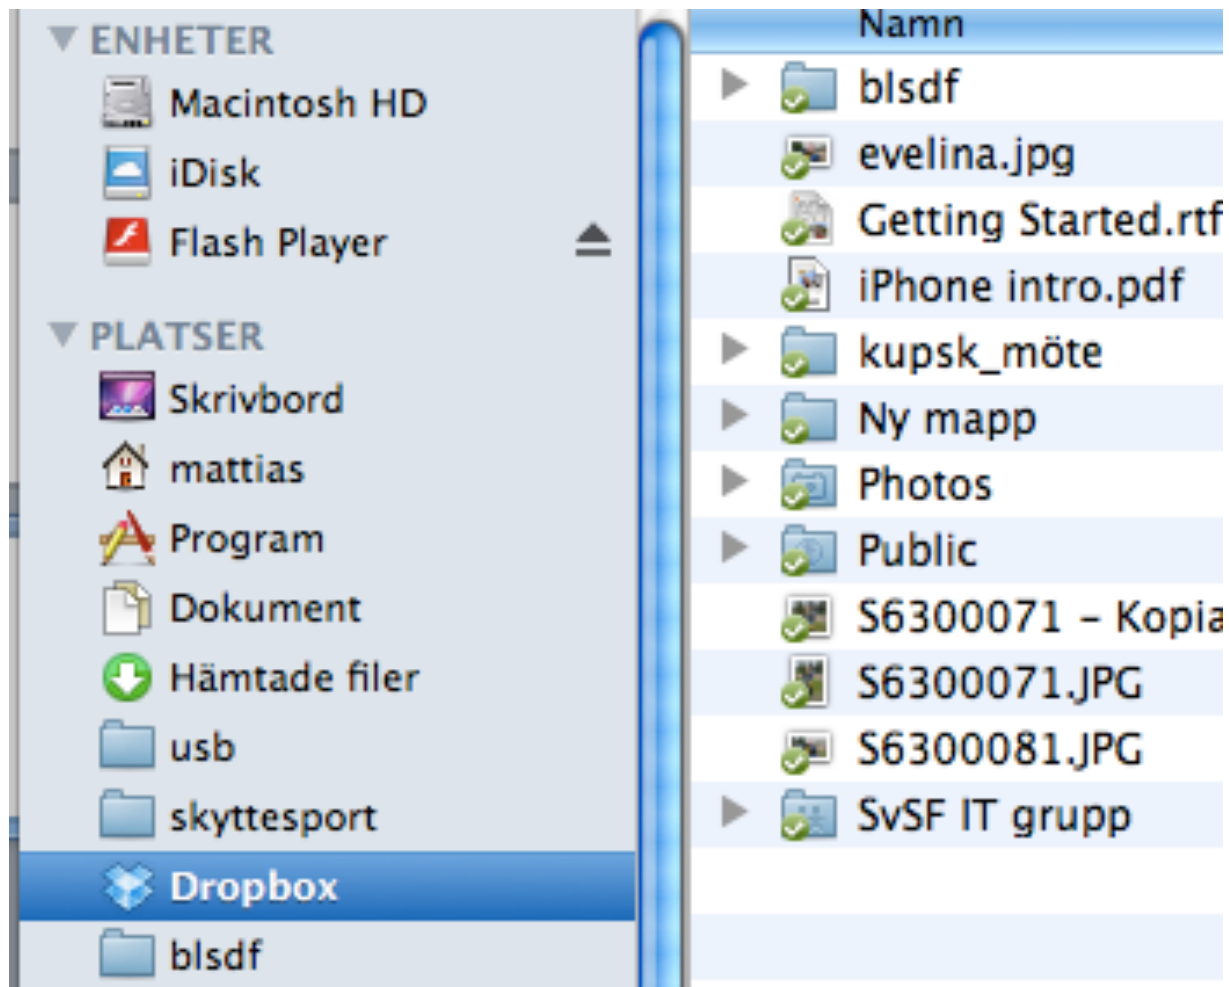 ENHETER
Macintosh HD
iDisk
Flash Player
PLATSER
Skrivbord
mattias
Program
Dokument
Hämtade filer
usb
skyttesport
Dropbox
blsdf
Namn
blsdf
evelina.jpg
Getting Started.rtf
iPhone intro.pdf
kupsk_möte
Ny mapp
Photos
Public
S6300071 – Kopia
S6300071.JPG
S6300081.JPG
SvSF IT grupp